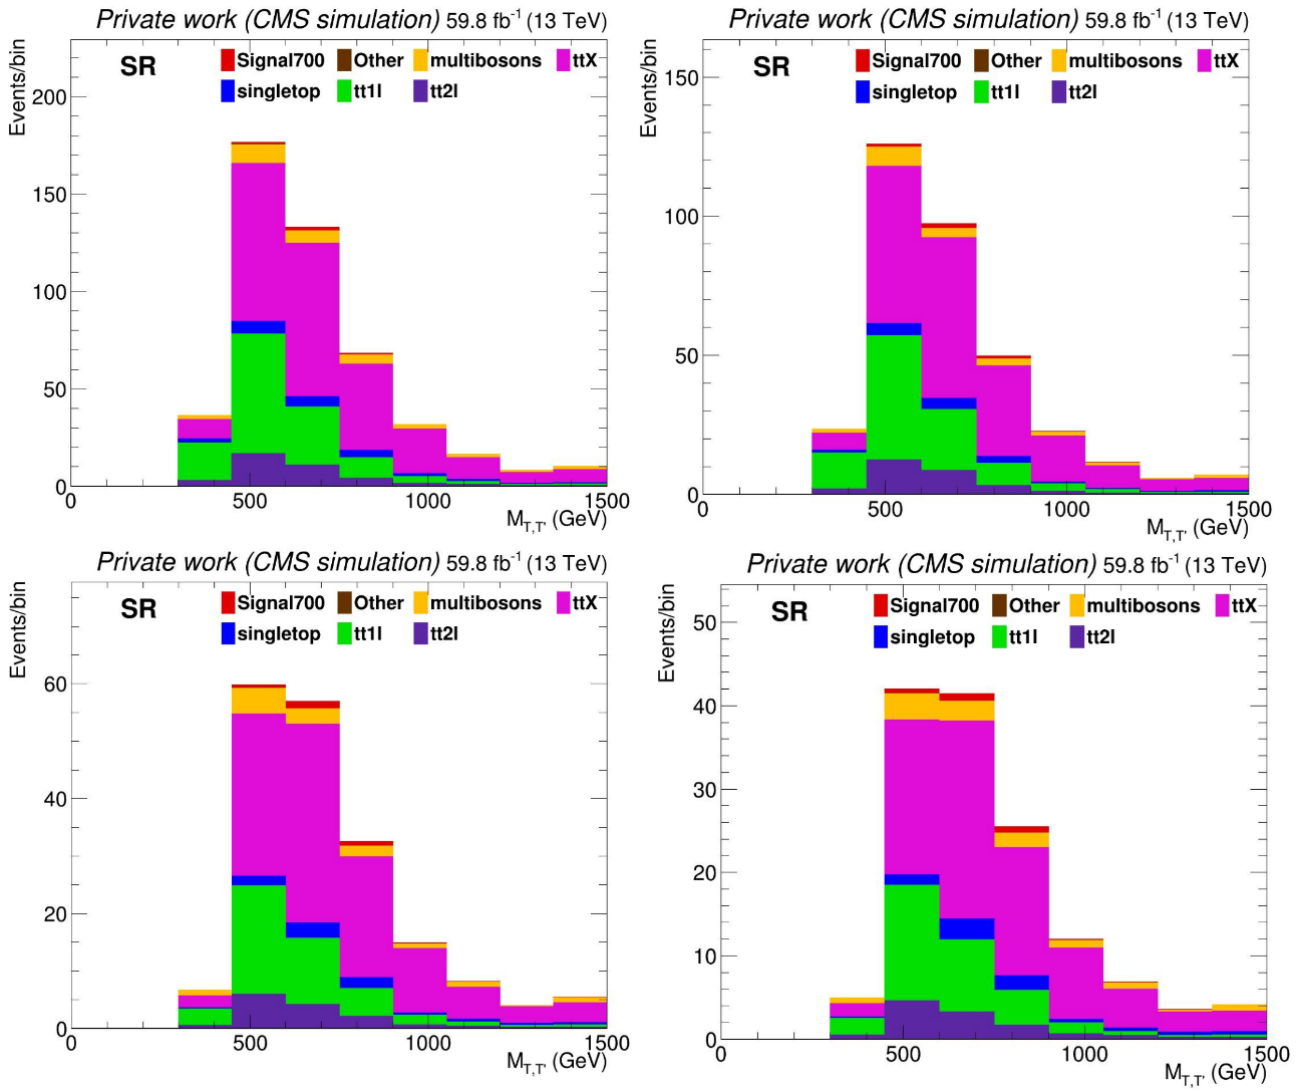 Private work (CMS simulation) 59.8 fb⁻¹ (13 TeV)
Events/bin
SR
Signal700 Other multibosons ttX
singletop tt1l tt2l
200
150
100
50
0
0 500 1000 1500
M_T,T' (GeV)
Private work (CMS simulation) 59.8 fb⁻¹ (13 TeV)
Events/bin
SR
Signal700 Other multibosons ttX
singletop tt1l tt2l
150
100
50
0
0 500 1000 1500
M_T,T' (GeV)
Private work (CMS simulation) 59.8 fb⁻¹ (13 TeV)
Events/bin
SR
Signal700 Other multibosons ttX
singletop tt1l tt2l
60
40
20
0
0 500 1000 1500
M_T,T' (GeV)
Private work (CMS simulation) 59.8 fb⁻¹ (13 TeV)
Events/bin
SR
Signal700 Other multibosons ttX
singletop tt1l tt2l
50
40
30
20
10
0
0 500 1000 1500
M_T,T' (GeV)